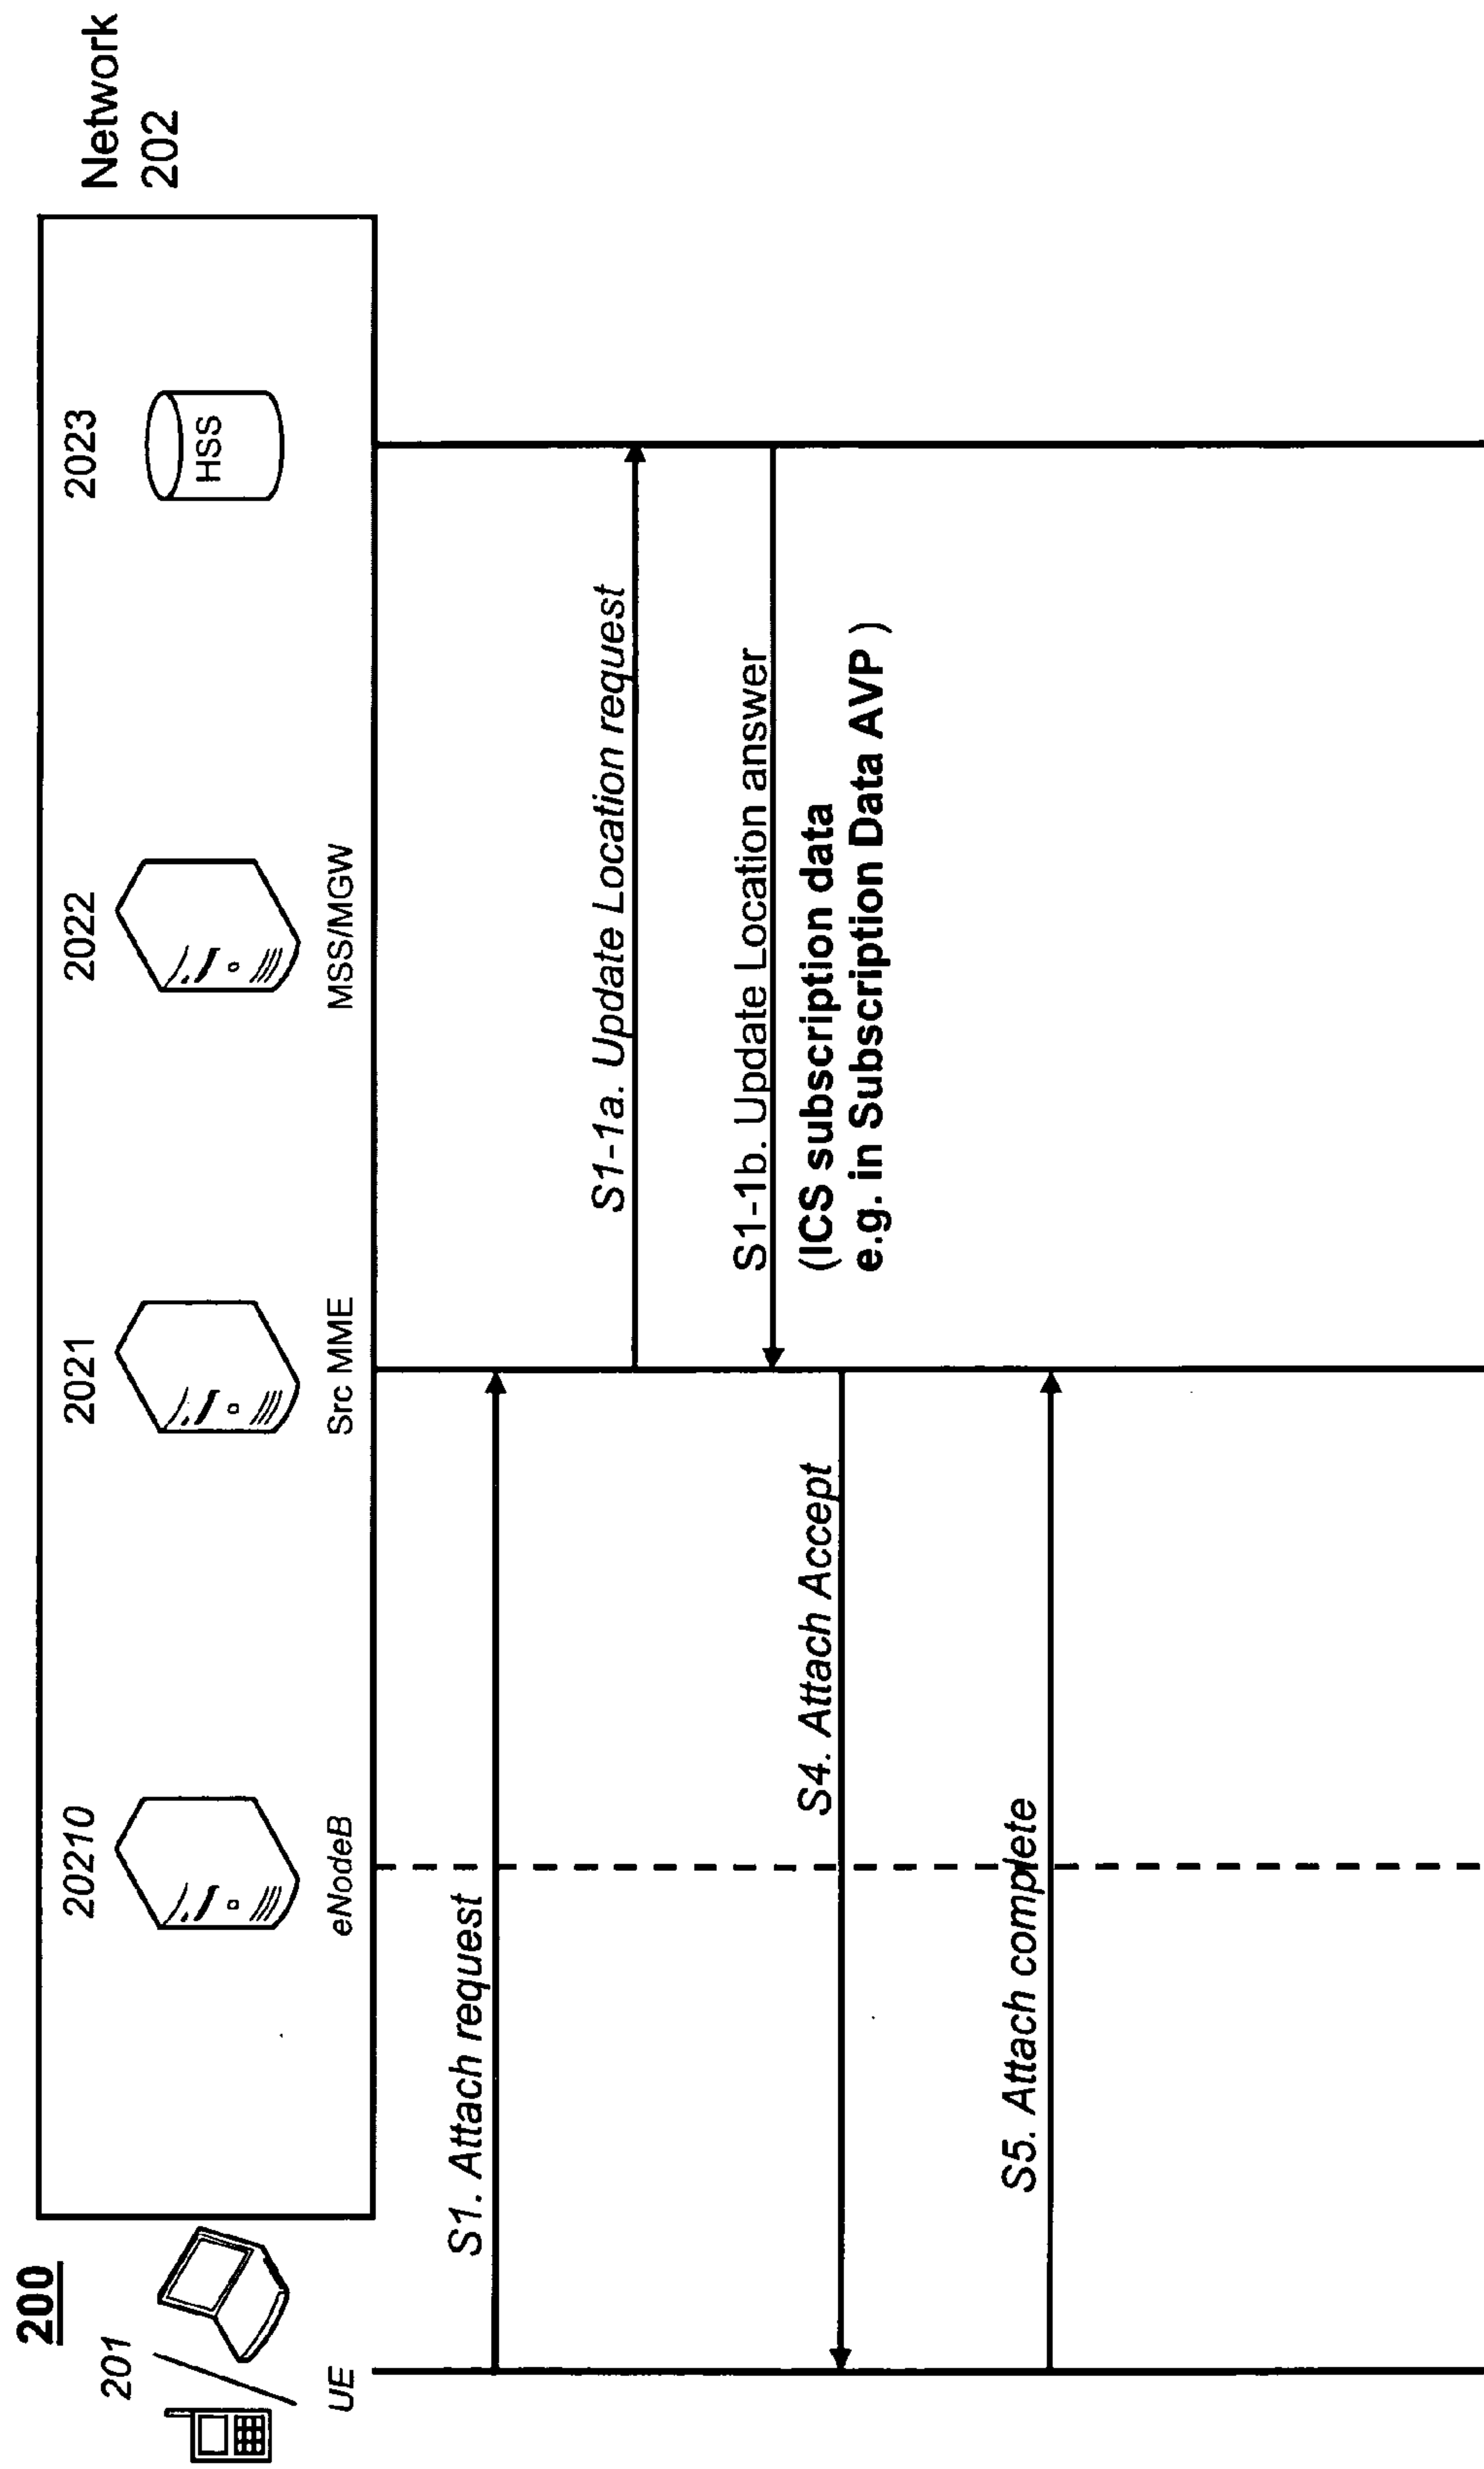 200
Network
202
201
20210
2021
2022
2023
HSS
UE
eNodeB
Src MME
MSS/MGW
S1. Attach request
S1-1a. Update Location request
S1-1b. Update Location answer
(ICS subscription data
e.g. in Subscription Data AVP )
S4. Attach Accept
S5. Attach complete